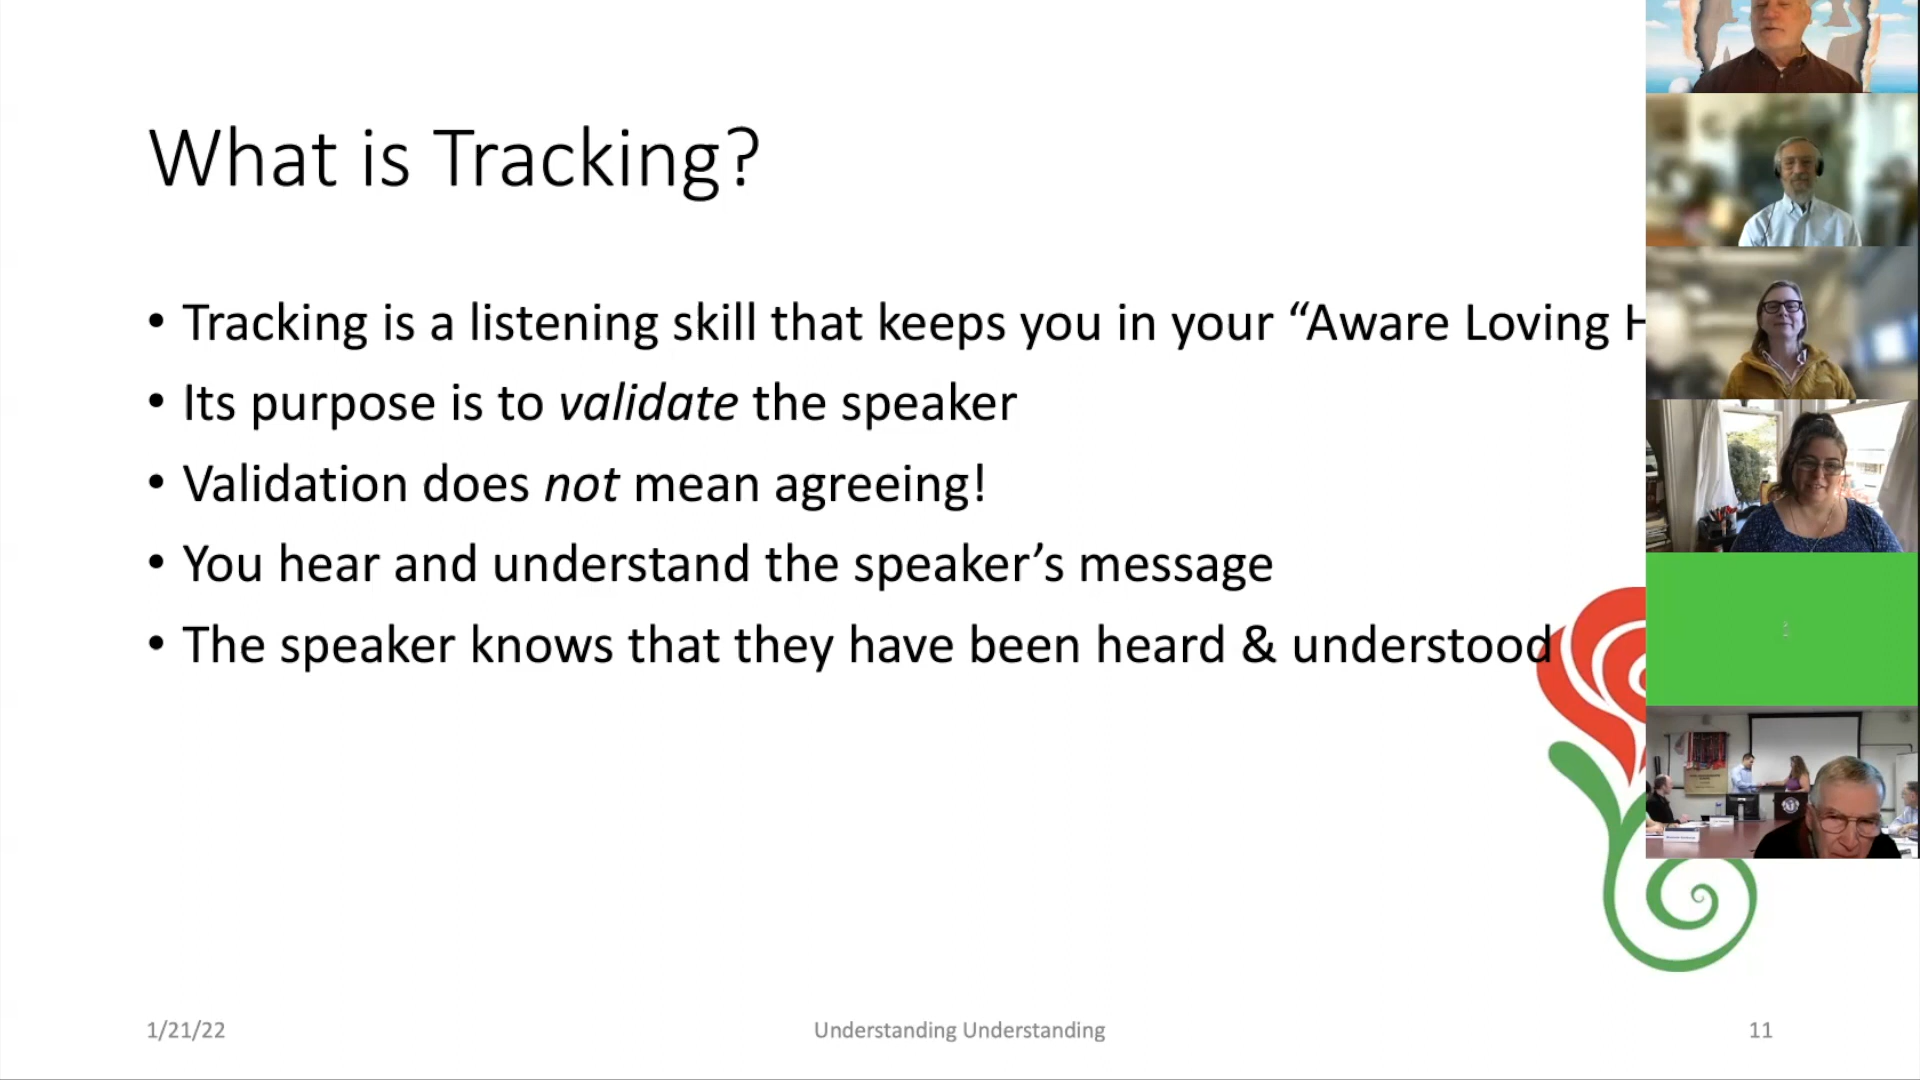 What is Tracking?
• Tracking is a listening skill that keeps you in your “Aware Loving H
• Its purpose is to validate the speaker
• Validation does not mean agreeing!
• You hear and understand the speaker’s message
• The speaker knows that they have been heard & understood
1/21/22
Understanding Understanding
11